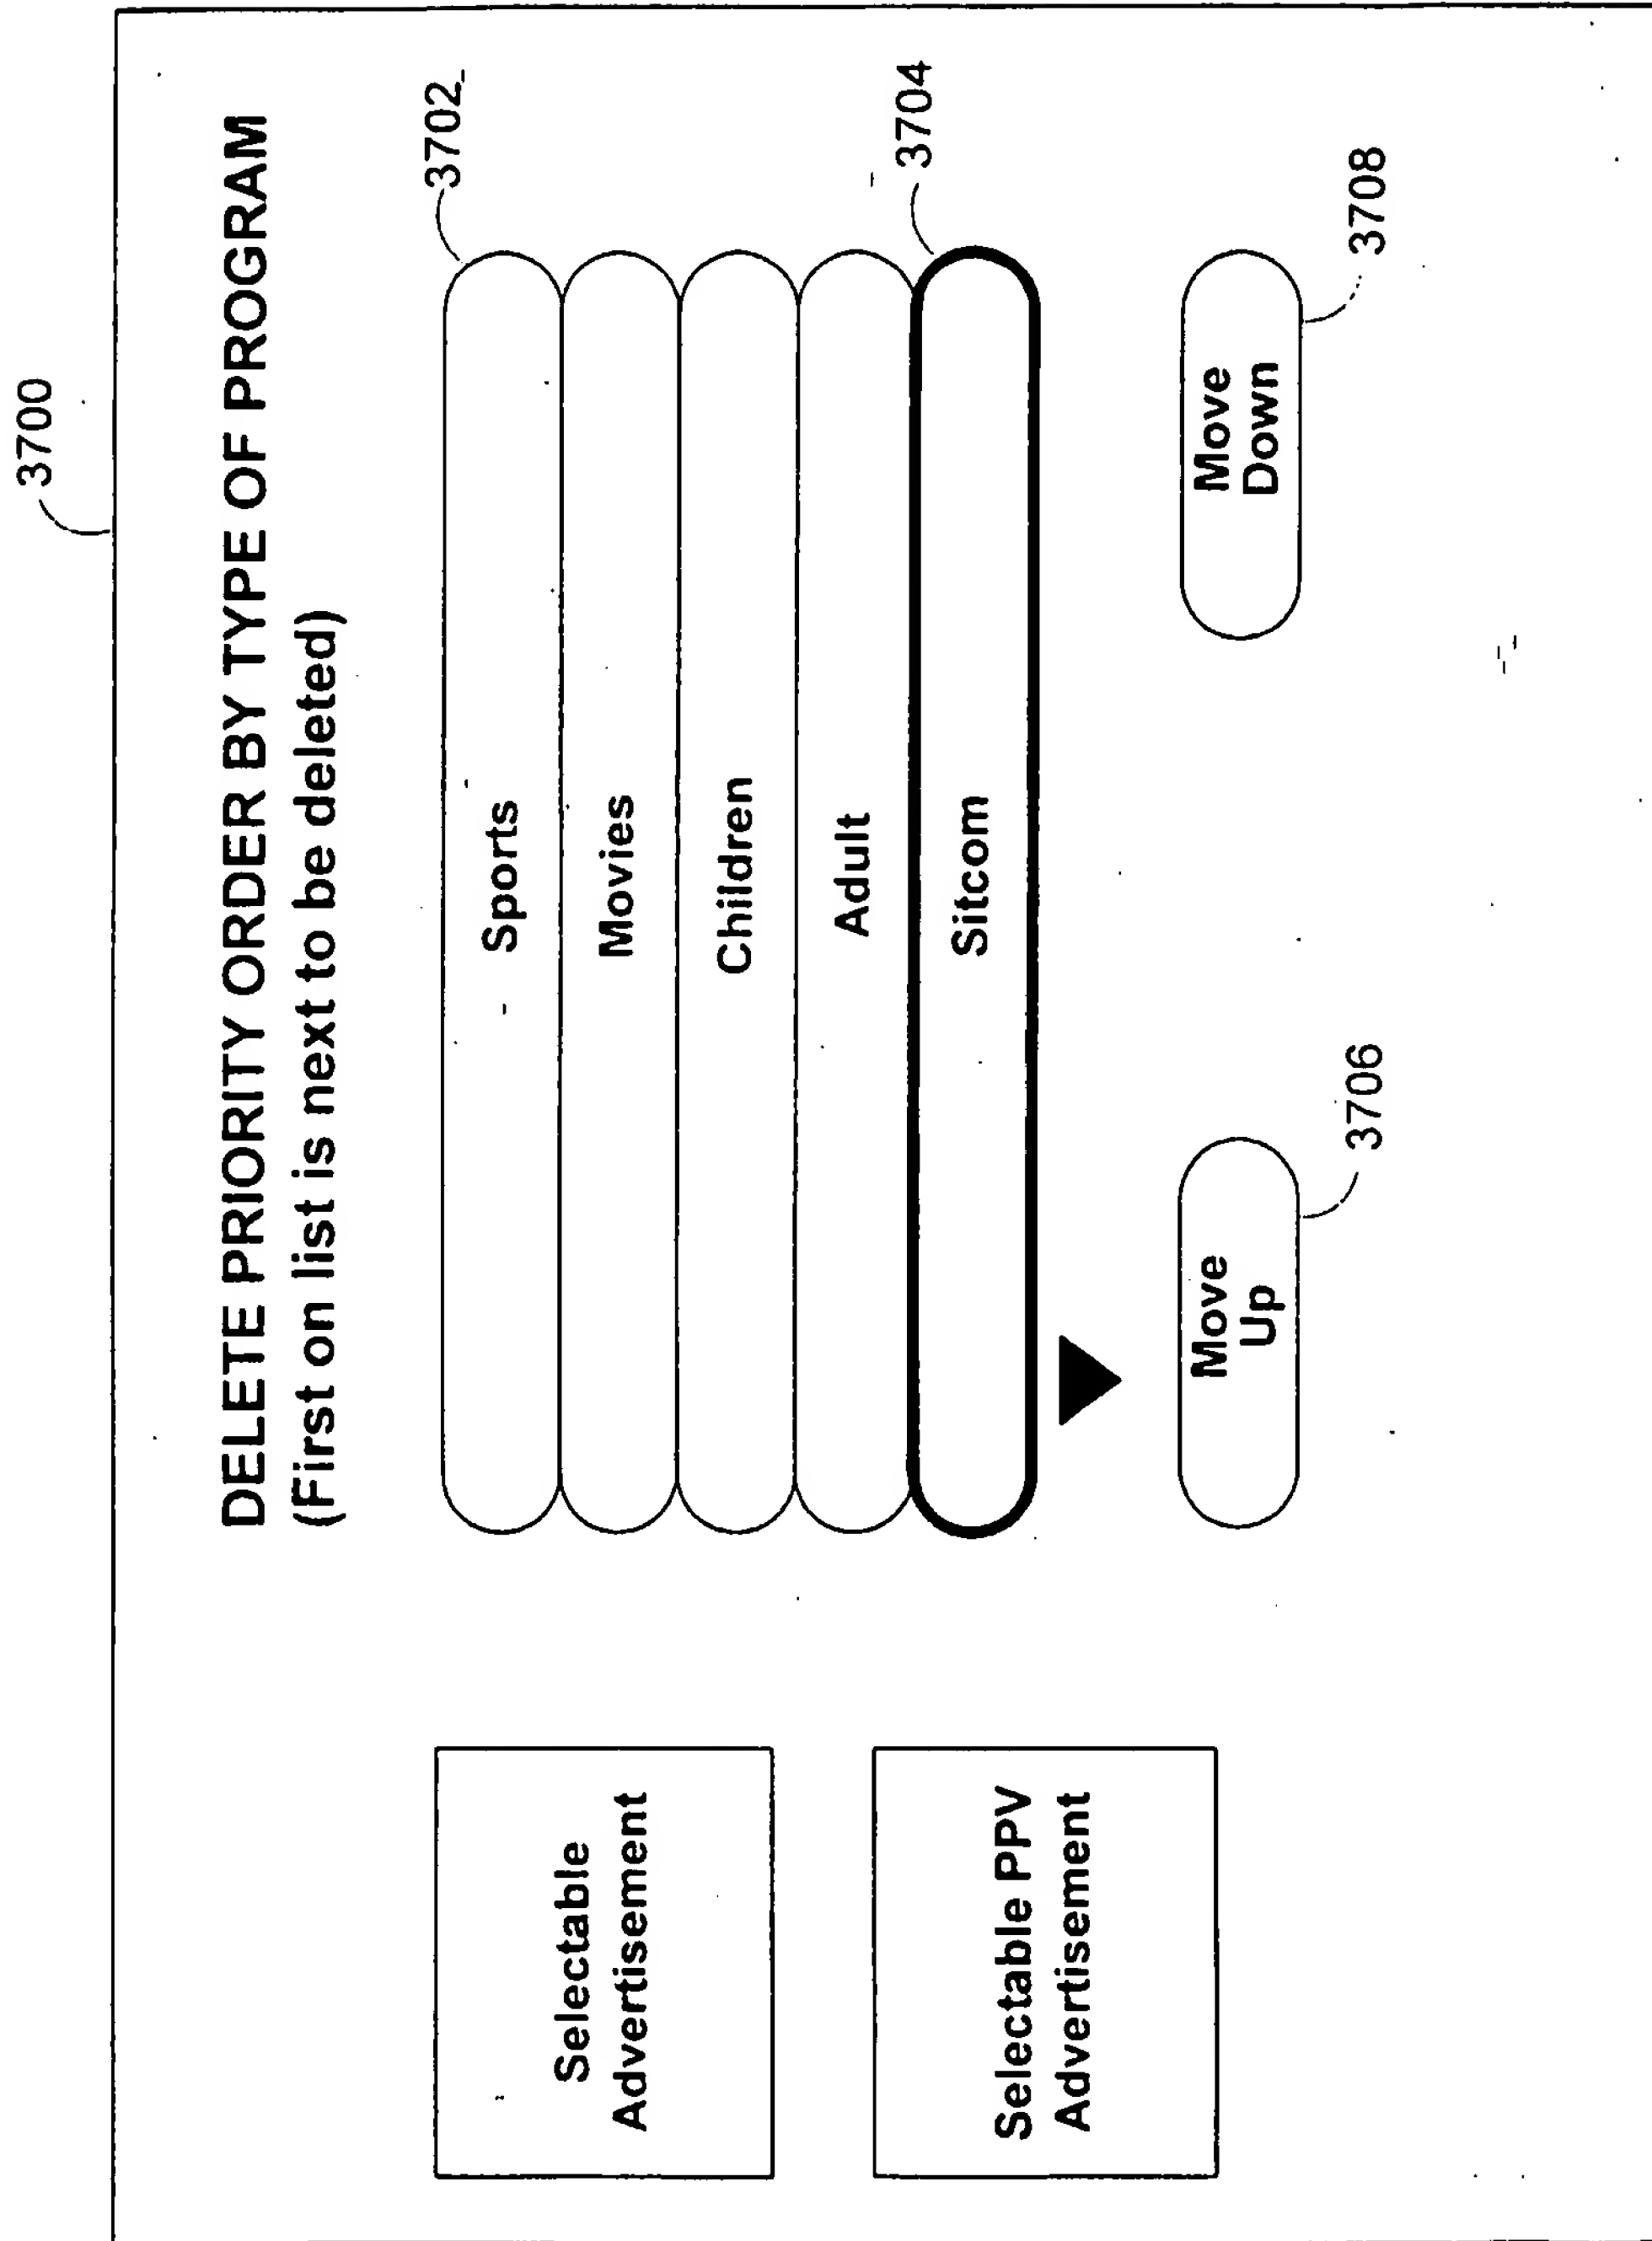 3700
DELETE PRIORITY ORDER BY TYPE OF PROGRAM
(First on list is next to be deleted)
3702
Sports
Movies
Children
Adult
Sitcom
3704
Selectable
Advertisement
Selectable PPV
Advertisement
Move
Up
3706
Move
Down
3708